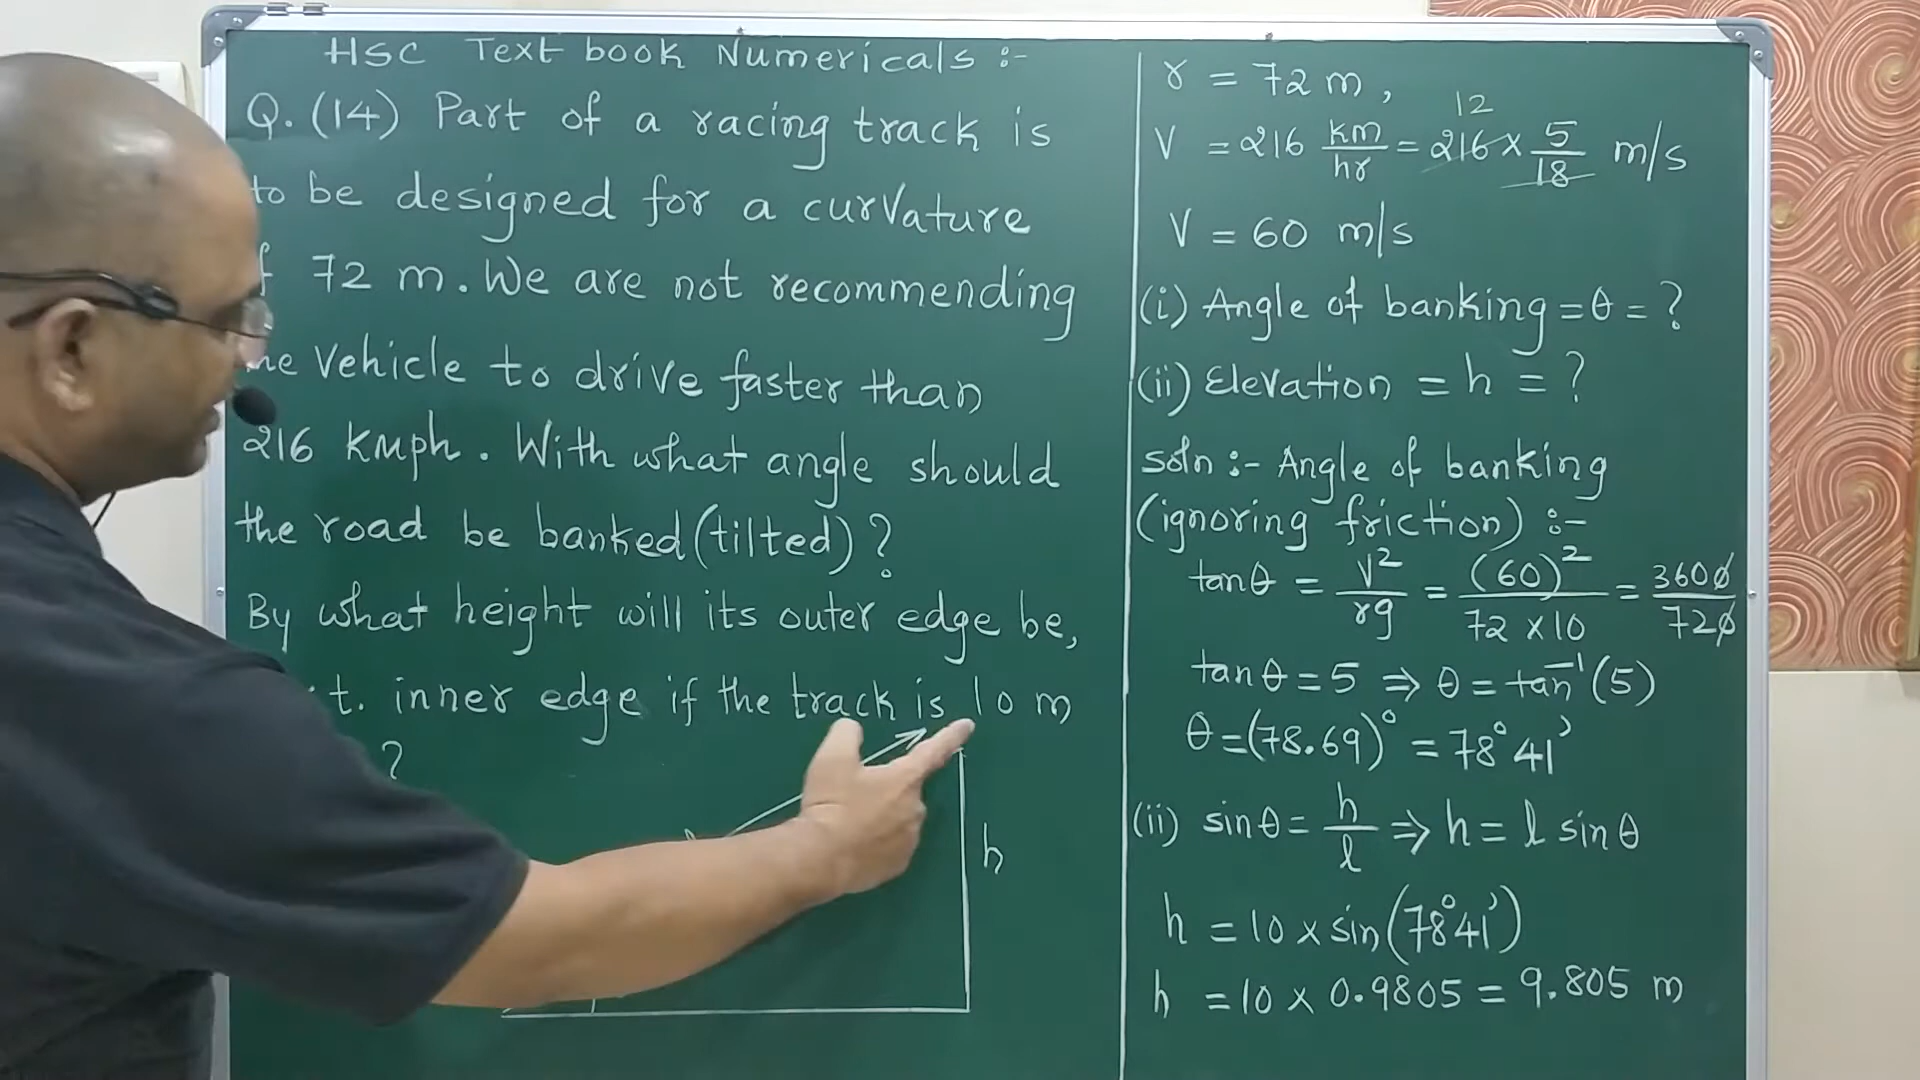 HSC Text book Numericals :-
Q. (14) Part of a racing track is
to be designed for a curvature
72 m. We are not recommending
vehicle to drive faster than
216 kmph. With what angle should
the road be banked (tilted) ?
By what height will its outer edge be,
t. inner edge if the track is 10 m
?
h
r = 72 m,
12
V = 216 km/hr = 216 × 5/18 m/s
V = 60 m/s
(i) Angle of banking = θ = ?
(ii) Elevation = h = ?
soln :- Angle of banking
(ignoring friction) :-
tanθ = V²/rg = (60)²/72 × 10 = 3600/720
tanθ = 5 ⇒ θ = tan⁻¹(5)
θ = (78.69)° = 78°41'
(ii) sinθ = h/l ⇒ h = l sinθ
h = 10 × sin(78°41')
h = 10 × 0.9805 = 9.805 m